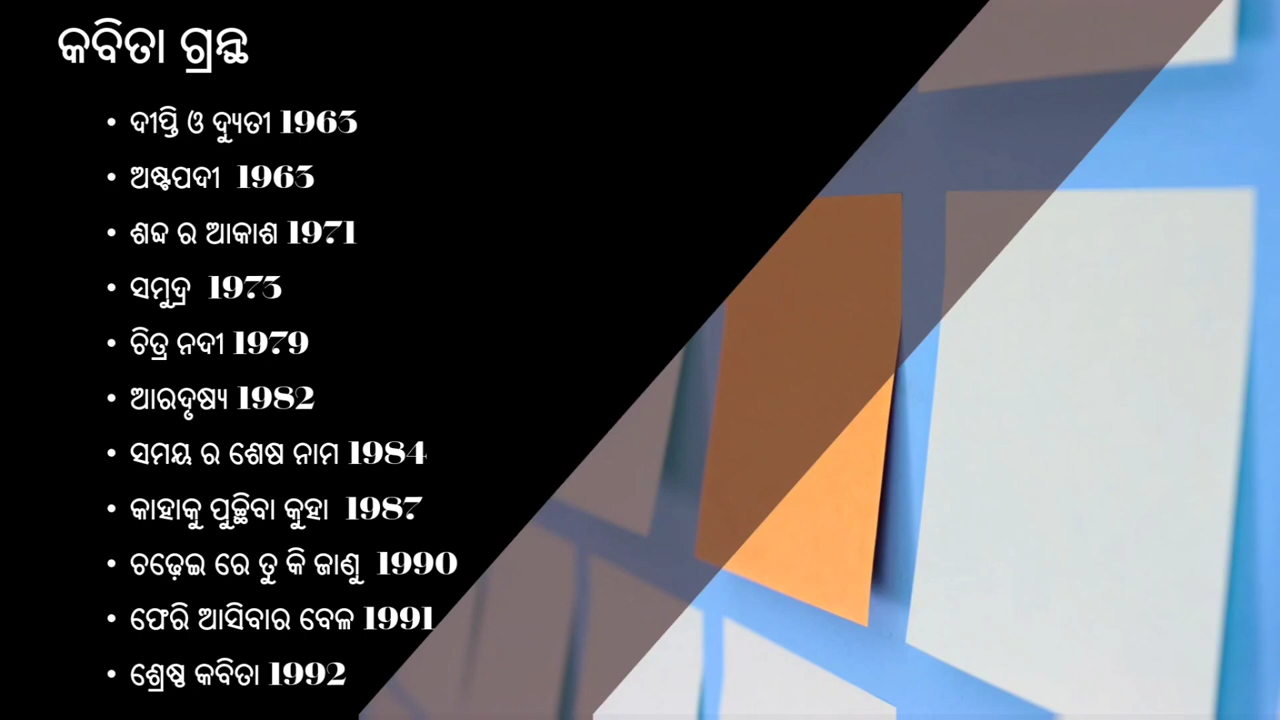 କବିତା ଗ୍ରନ୍ଥ
• ଦୀପ୍ତି ଓ ଦ୍ୟୁତୀ 1963
• ଅଷ୍ଟପଦୀ 1963
• ଶବ୍ଦ ର ଆକାଶ 1971
• ସମୁଦ୍ର 1973
• ଚିତ୍ର ନଦୀ 1979
• ଆରଦୃଷ୍ୟ 1982
• ସମୟ ର ଶେଷ ନାମ 1984
• କାହାକୁ ପୁଚ୍ଛିବା କୁହା 1987
• ଚଢ଼େଇ ରେ ତୁ କି ଜାଣୁ 1990
• ଫେରି ଆସିବାର ବେଳ 1991
• ଶ୍ରେଷ୍ଠ କବିତା 1992